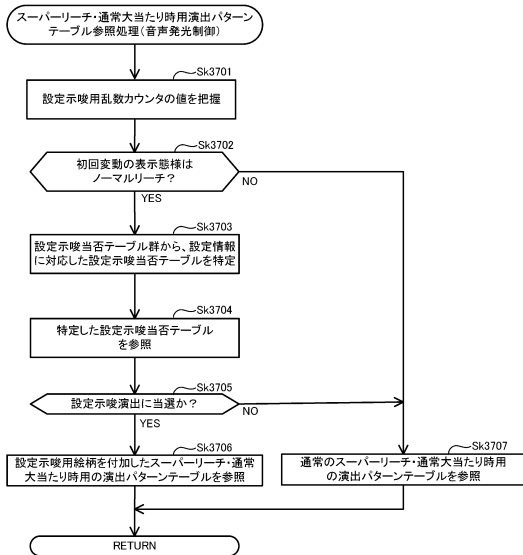 スーパーリーチ・通常大当たり時用演出パターン
テーブル参照処理(音声発光制御)
Sk3701
設定示唆用乱数カウンタの値を把握
Sk3702
初回変動の表示態様は
ノーマルリーチ?
NO
YES
Sk3703
設定示唆当否テーブル群から、設定情報
に対応した設定示唆当否テーブルを特定
Sk3704
特定した設定示唆当否テーブル
を参照
Sk3705
設定示唆演出に当選か?
NO
YES
Sk3706
設定示唆用絵柄を付加したスーパーリーチ・通常
大当たり時用の演出パターンテーブルを参照
Sk3707
通常のスーパーリーチ・通常大当たり時用
の演出パターンテーブルを参照
RETURN